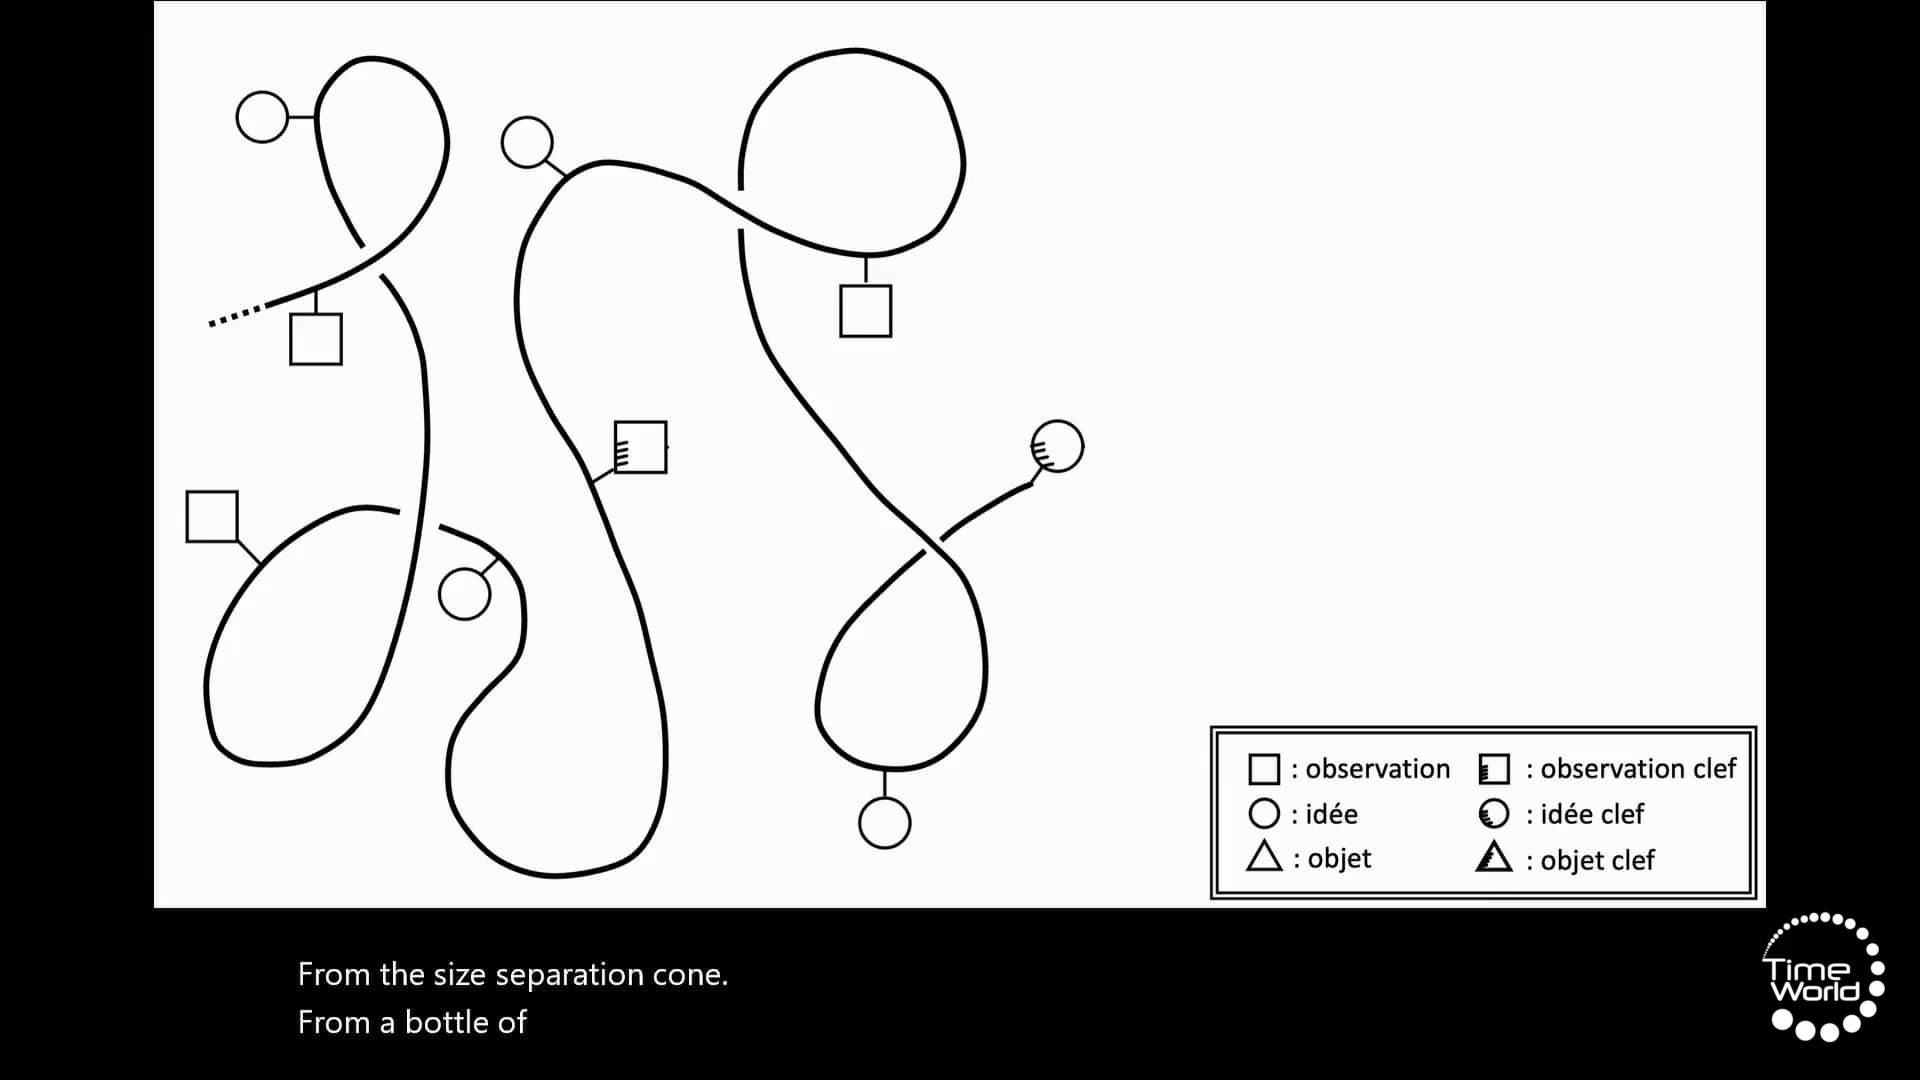 : observation
: observation clef
: idée
: idée clef
: objet
: objet clef
From the size separation cone.
From a bottle of
Time
World